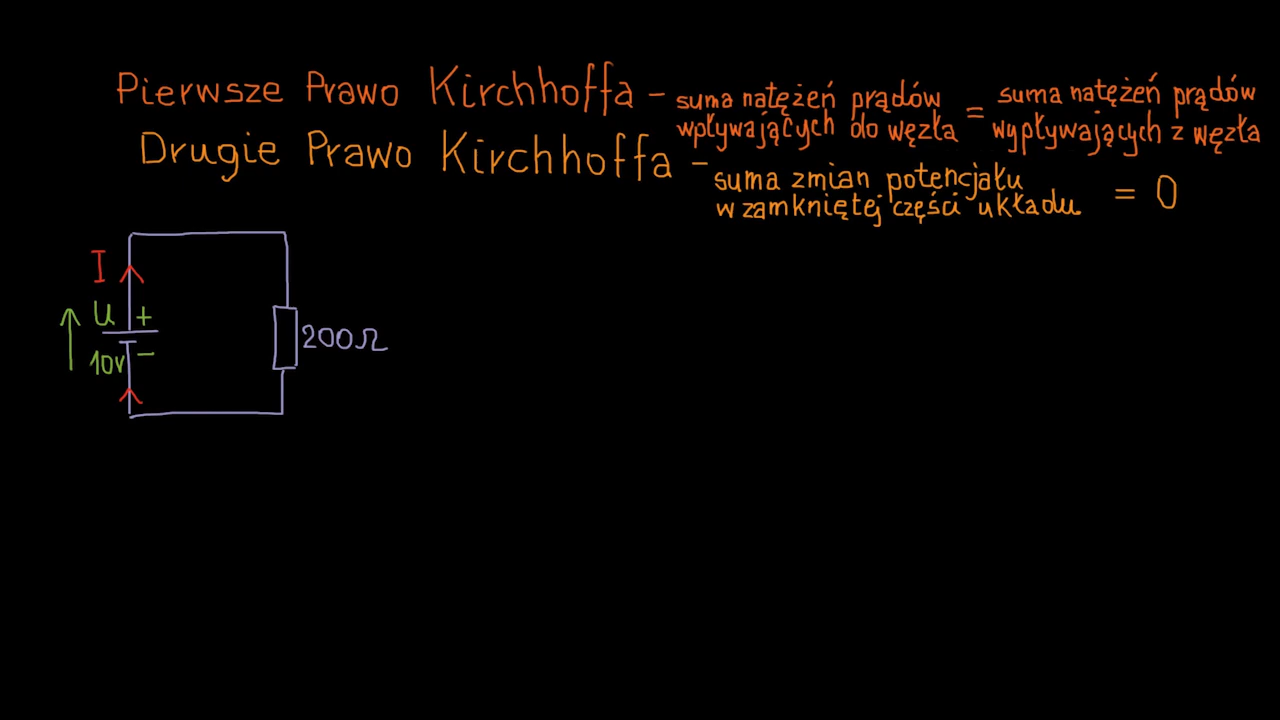 Pierwsze Prawo Kirchhoffa - suma natężeń prądów wpływających do węzła = suma natężeń prądów wypływających z węzła
Drugie Prawo Kirchhoffa - suma zmian potencjału w zamkniętej części układu = 0
I
U +
10V -
200Ω